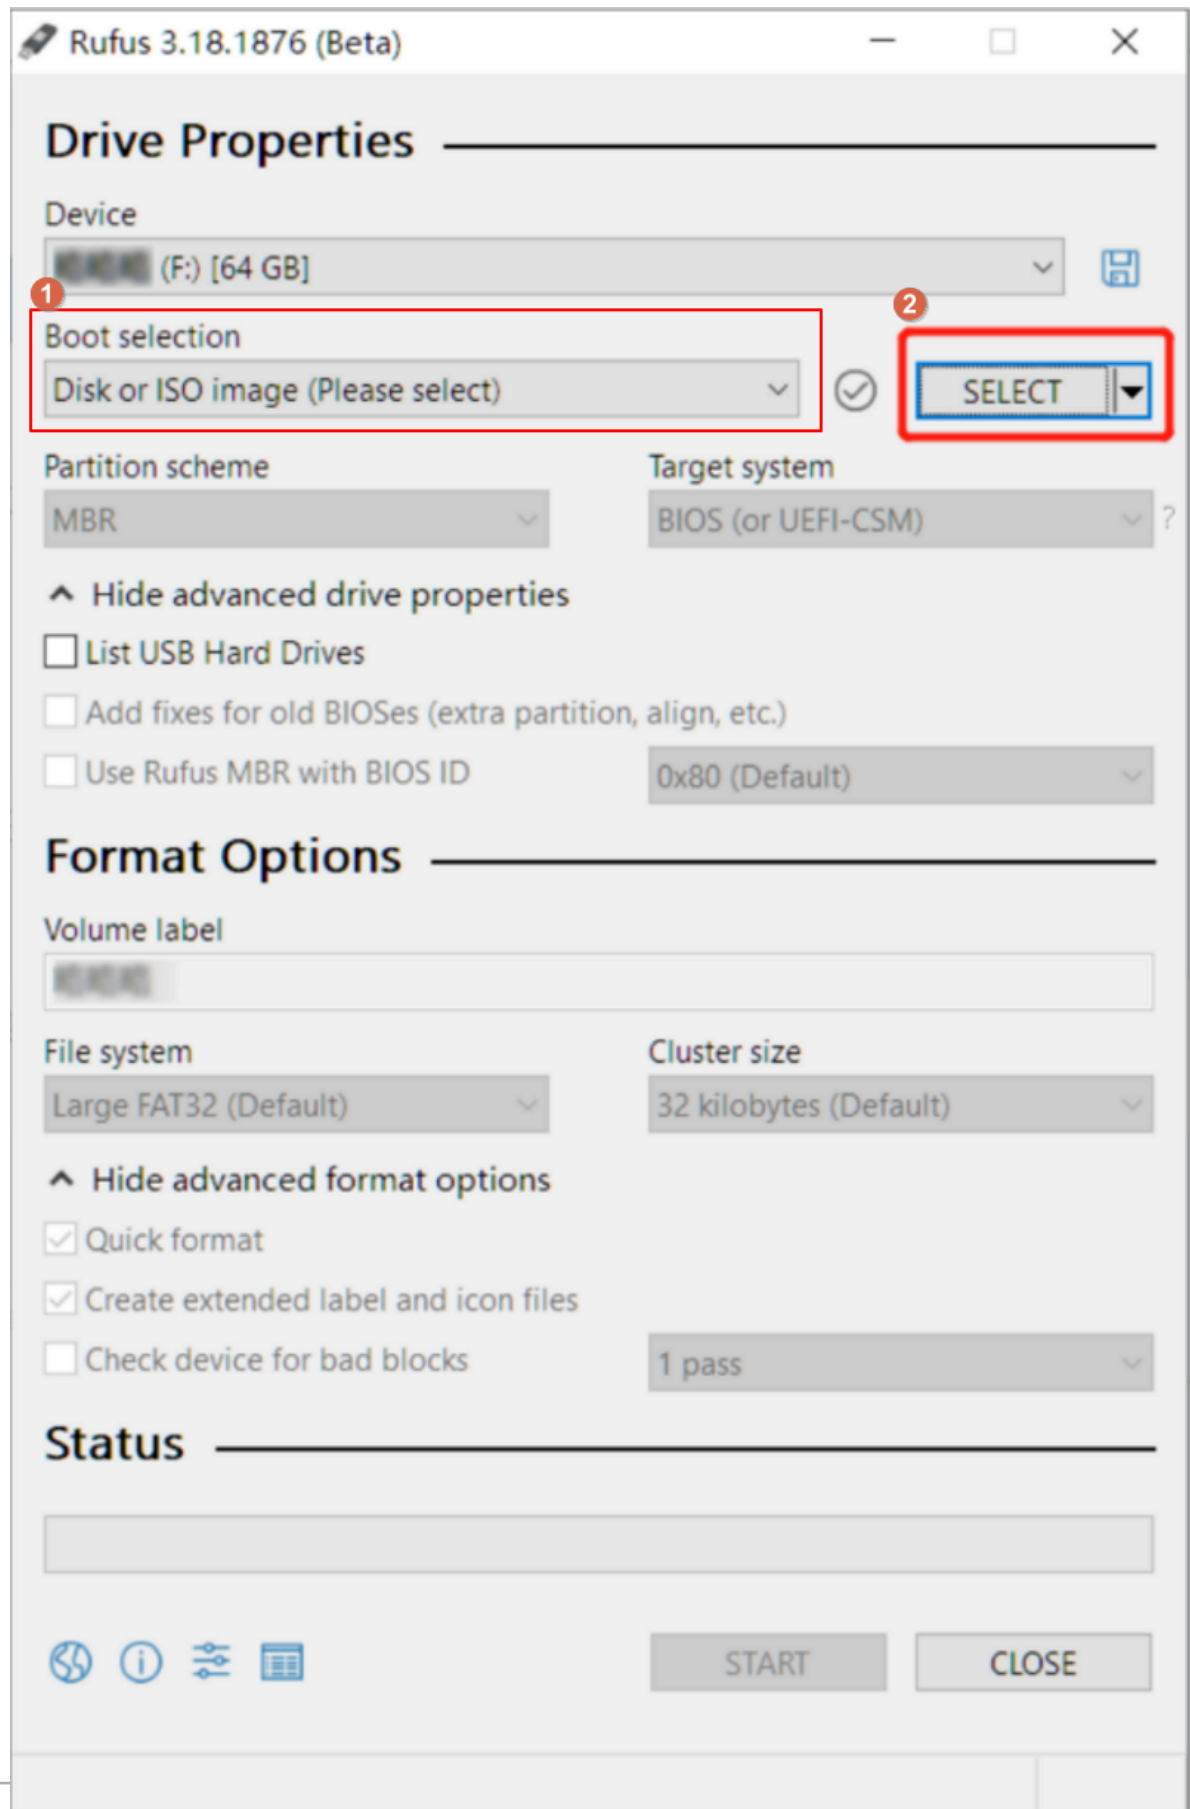 Rufus 3.18.1876 (Beta)
Drive Properties
Device
(F:) [64 GB]
1
2
Boot selection
Disk or ISO image (Please select)
SELECT
Partition scheme
Target system
MBR
BIOS (or UEFI-CSM)
?
Hide advanced drive properties
List USB Hard Drives
Add fixes for old BIOSes (extra partition, align, etc.)
Use Rufus MBR with BIOS ID
0x80 (Default)
Format Options
Volume label
File system
Cluster size
Large FAT32 (Default)
32 kilobytes (Default)
Hide advanced format options
Quick format
Create extended label and icon files
Check device for bad blocks
1 pass
Status
START
CLOSE